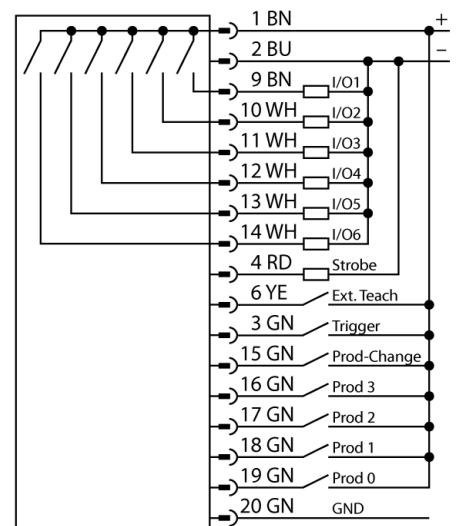 1 BN +
2 BU −
9 BN I/O1
10 WH I/O2
11 WH I/O3
12 WH I/O4
13 WH I/O5
14 WH I/O6
4 RD Strobe
6 YE Ext. Teach
3 GN Trigger
15 GN Prod-Change
16 GN Prod 3
17 GN Prod 2
18 GN Prod 1
19 GN Prod 0
20 GN GND